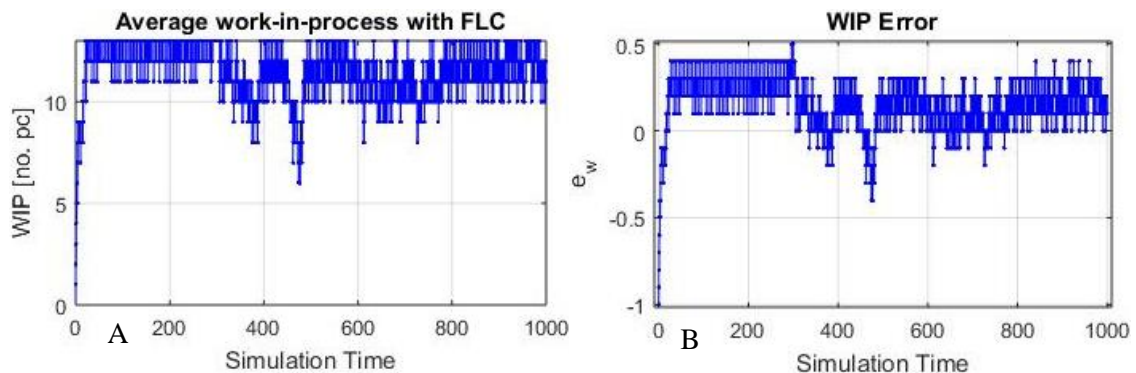 Average work-in-process with FLC
WIP [no. pc]
10
5
0
0
200
400
600
800
1000
A
Simulation Time
WIP Error
e_w
0.5
0
-0.5
-1
0
200
400
600
800
1000
B
Simulation Time